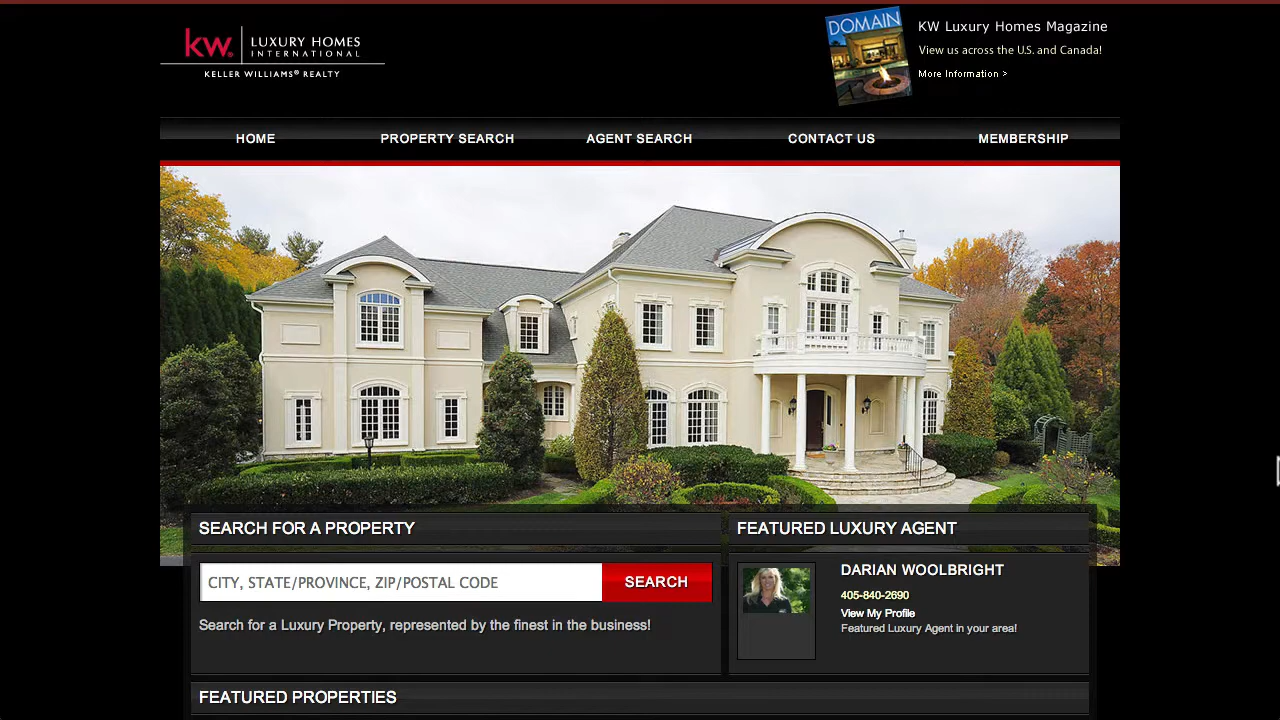 kw. LUXURY HOMES
INTERNATIONAL
KELLER WILLIAMS® REALTY
DOMAIN
KW Luxury Homes Magazine
View us across the U.S. and Canada!
More Information >
HOME
PROPERTY SEARCH
AGENT SEARCH
CONTACT US
MEMBERSHIP
SEARCH FOR A PROPERTY
CITY, STATE/PROVINCE, ZIP/POSTAL CODE
SEARCH
Search for a Luxury Property, represented by the finest in the business!
FEATURED LUXURY AGENT
DARIAN WOOLBRIGHT
405-840-2690
View My Profile
Featured Luxury Agent in your area!
FEATURED PROPERTIES